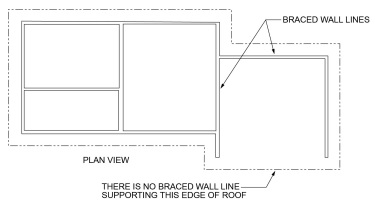 BRACED WALL LINES
PLAN VIEW
THERE IS NO BRACED WALL LINE
SUPPORTING THIS EDGE OF ROOF